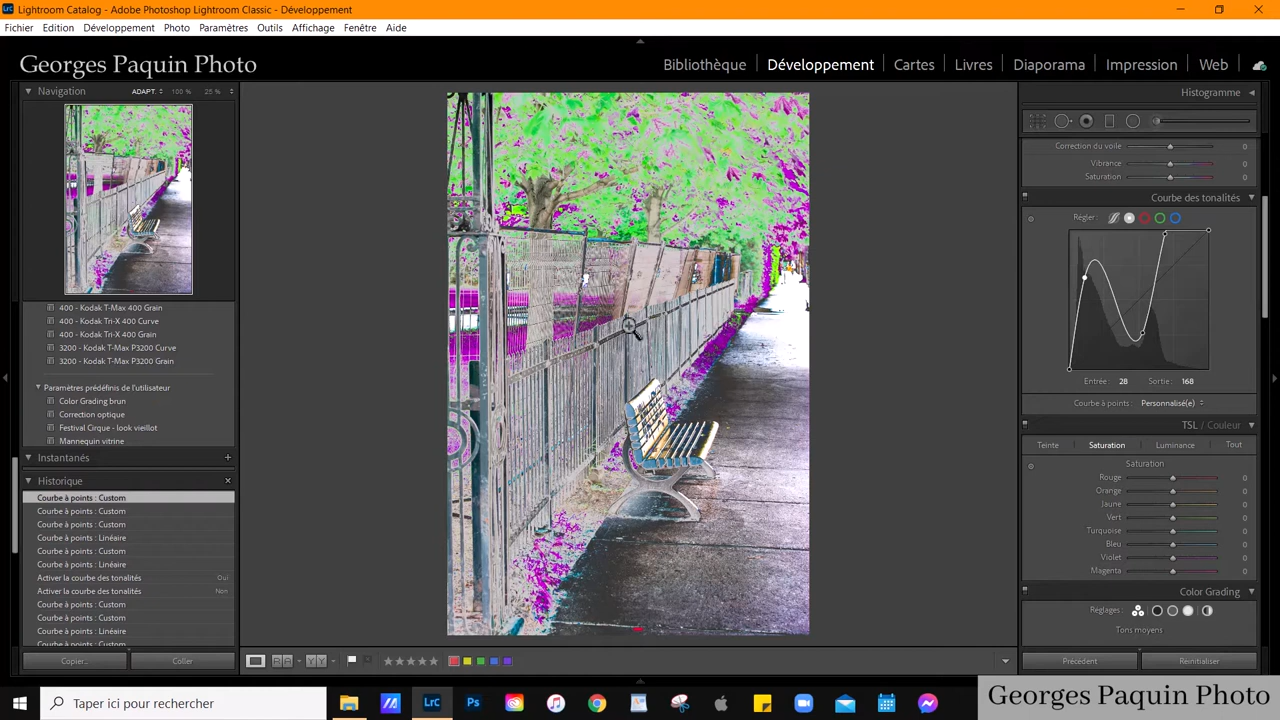 Lightroom Catalog - Adobe Photoshop Lightroom Classic - Développement
Fichier Edition Développement Photo Paramètres Outils Affichage Fenêtre Aide
Georges Paquin Photo
Bibliothèque Développement Cartes Livres Diaporama Impression Web
Navigation ADAPT. 100 % 25 %
400 - Kodak T-Max 400 Grain
400 - Kodak Tri-X 400 Curve
400 - Kodak Tri-X 400 Grain
3200 - Kodak T-Max P3200 Curve
3200 - Kodak T-Max P3200 Grain
Paramètres prédéfinis de l'utilisateur
Color Grading brun
Correction optique
Festival Cirque - look vieillot
Mannequin vitrine
Instantanés +
Historique ×
Courbe à points : Custom
Courbe à points : Custom
Courbe à points : Custom
Courbe à points : Linéaire
Courbe à points : Custom
Courbe à points : Linéaire
Activer la courbe des tonalités Oui
Activer la courbe des tonalités Non
Courbe à points : Custom
Courbe à points : Custom
Courbe à points : Linéaire
Courbe à points : Custom
Copier... Coller
Histogramme
Correction du voile 0
Vibrance 0
Saturation 0
Courbe des tonalités
Régler :
Entrée : 28 Sortie : 168
Courbe à points : Personnalisé(e)
TSL / Couleur
Teinte Saturation Luminance Tout
Saturation
Rouge 0
Orange 0
Jaune 0
Vert 0
Turquoise 0
Bleu 0
Violet 0
Magenta 0
Color Grading
Réglages :
Tons moyens
Précédent Réinitialiser
Taper ici pour rechercher
LrC Ps
Georges Paquin Photo